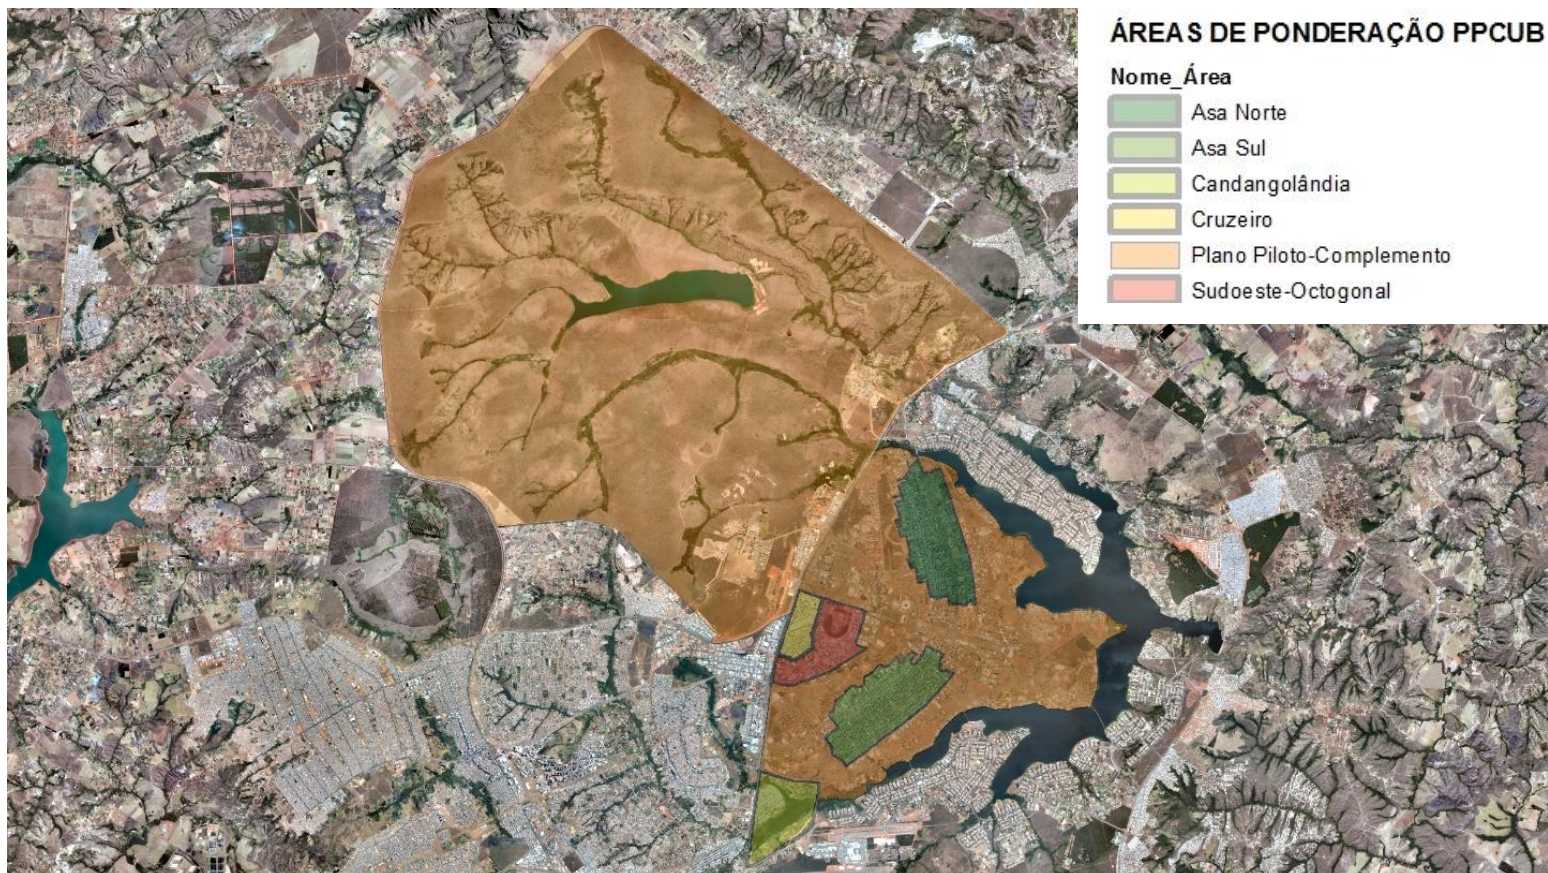 ÁREAS DE PONDERAÇÃO PPCUB
Nome_Área
Asa Norte
Asa Sul
Candangolândia
Cruzeiro
Plano Piloto-Complemento
Sudoeste-Octogonal